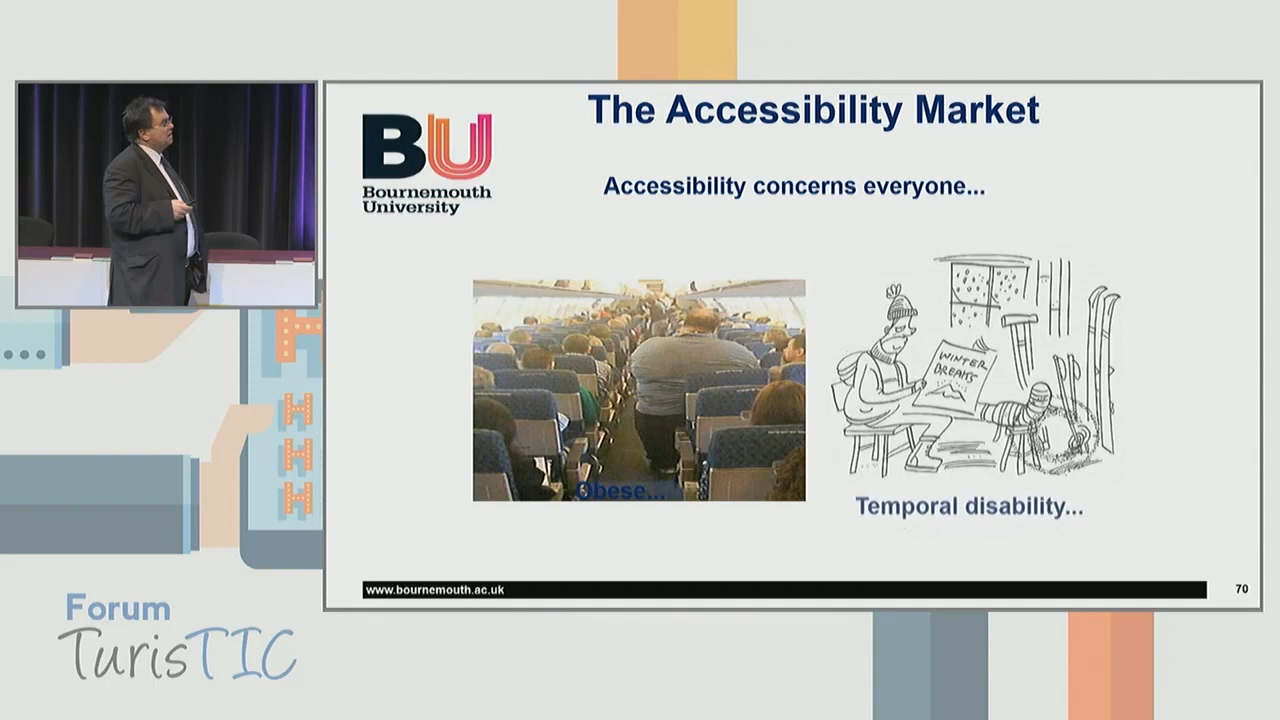 The Accessibility Market
BU
Bournemouth
University
Accessibility concerns everyone...
WINTER
DREAMS
Obese...
Temporal disability...
www.bournemouth.ac.uk
70
H
H
H
H
Forum
TurisTIC